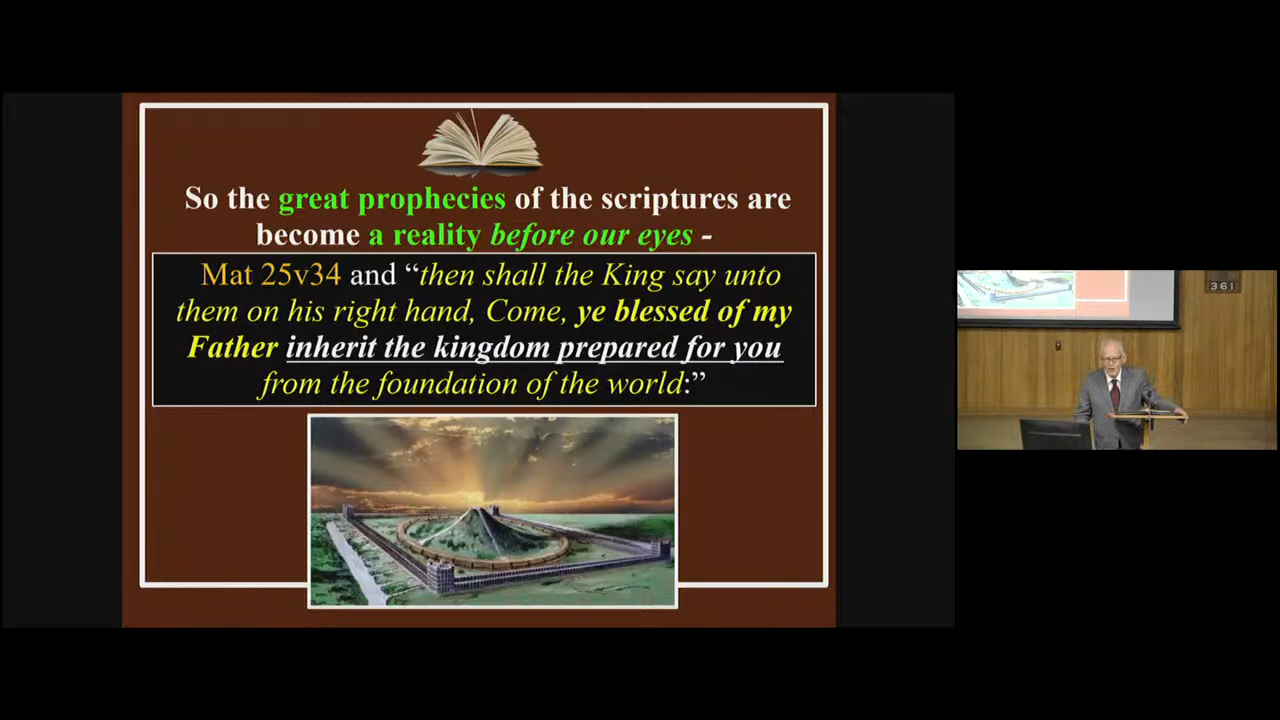 So the great prophecies of the scriptures are
become a reality before our eyes -
Mat 25v34 and “then shall the King say unto
them on his right hand, Come, ye blessed of my
Father inherit the kingdom prepared for you
from the foundation of the world:”
361